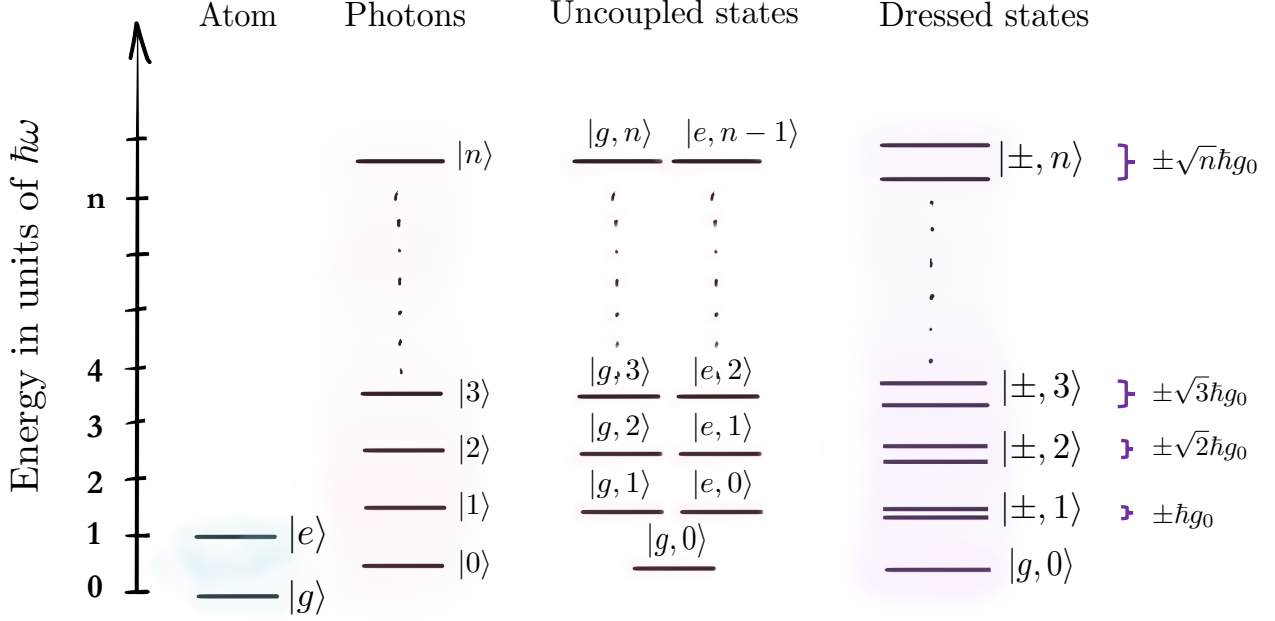 Atom Photons Uncoupled states Dressed states
Energy in units of ℏω
|g, n⟩ |e, n − 1⟩
|n⟩ |±, n⟩ ±√nℏg₀
n
4 |g, 3⟩ |e, 2⟩
|3⟩ |±, 3⟩ ±√3ℏg₀
3 |g, 2⟩ |e, 1⟩
|2⟩ |±, 2⟩ ±√2ℏg₀
2 |g, 1⟩ |e, 0⟩
|1⟩ |±, 1⟩ ±ℏg₀
1 |e⟩ |g, 0⟩
|0⟩ |g, 0⟩
0 |g⟩